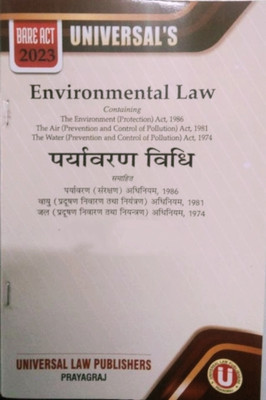 BARE ACT
2023
UNIVERSAL'S
Environmental Law
Containing
The Environment (Protection) Act, 1986
The Air (Prevention and Control of Pollution) Act, 1981
The Water (Prevention and Control of Pollution) Act, 1974
पर्यावरण विधि
समाहित
पर्यावरण (संरक्षण) अधिनियम, 1986
वायु (प्रदूषण निवारण तथा नियंत्रण) अधिनियम, 1981
जल (प्रदूषण निवारण तथा नियन्त्रण) अधिनियम, 1974
UNIVERSAL LAW PUBLISHERS
PRAYAGRAJ
U